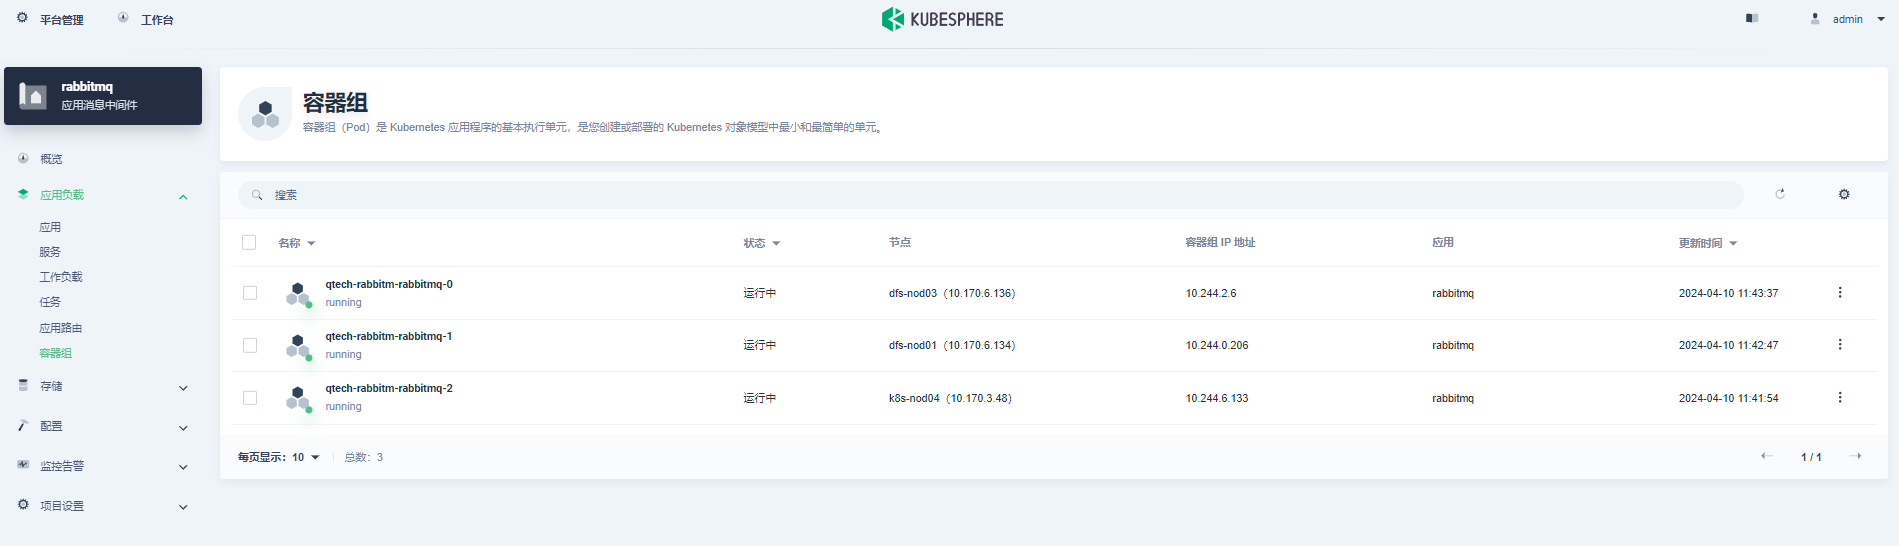 平台管理
工作台
KUBESPHERE
admin
rabbitmq
应用消息中间件
概览
应用负载
应用
服务
工作负载
任务
应用路由
容器组
存储
配置
监控告警
项目设置
容器组
容器组（Pod）是 Kubernetes 应用程序的基本执行单元，是您创建或部署的 Kubernetes 对象模型中最小和最简单的单元。
搜索
名称 状态 节点 容器组 IP 地址 应用 更新时间
qtech-rabbitm-rabbitmq-0
running
运行中 dfs-nod03（10.170.6.136） 10.244.2.6 rabbitmq 2024-04-10 11:43:37
qtech-rabbitm-rabbitmq-1
running
运行中 dfs-nod01（10.170.6.134） 10.244.0.206 rabbitmq 2024-04-10 11:42:47
qtech-rabbitm-rabbitmq-2
running
运行中 k8s-nod04（10.170.3.48） 10.244.6.133 rabbitmq 2024-04-10 11:41:54
每页显示：10 总数：3
1 / 1